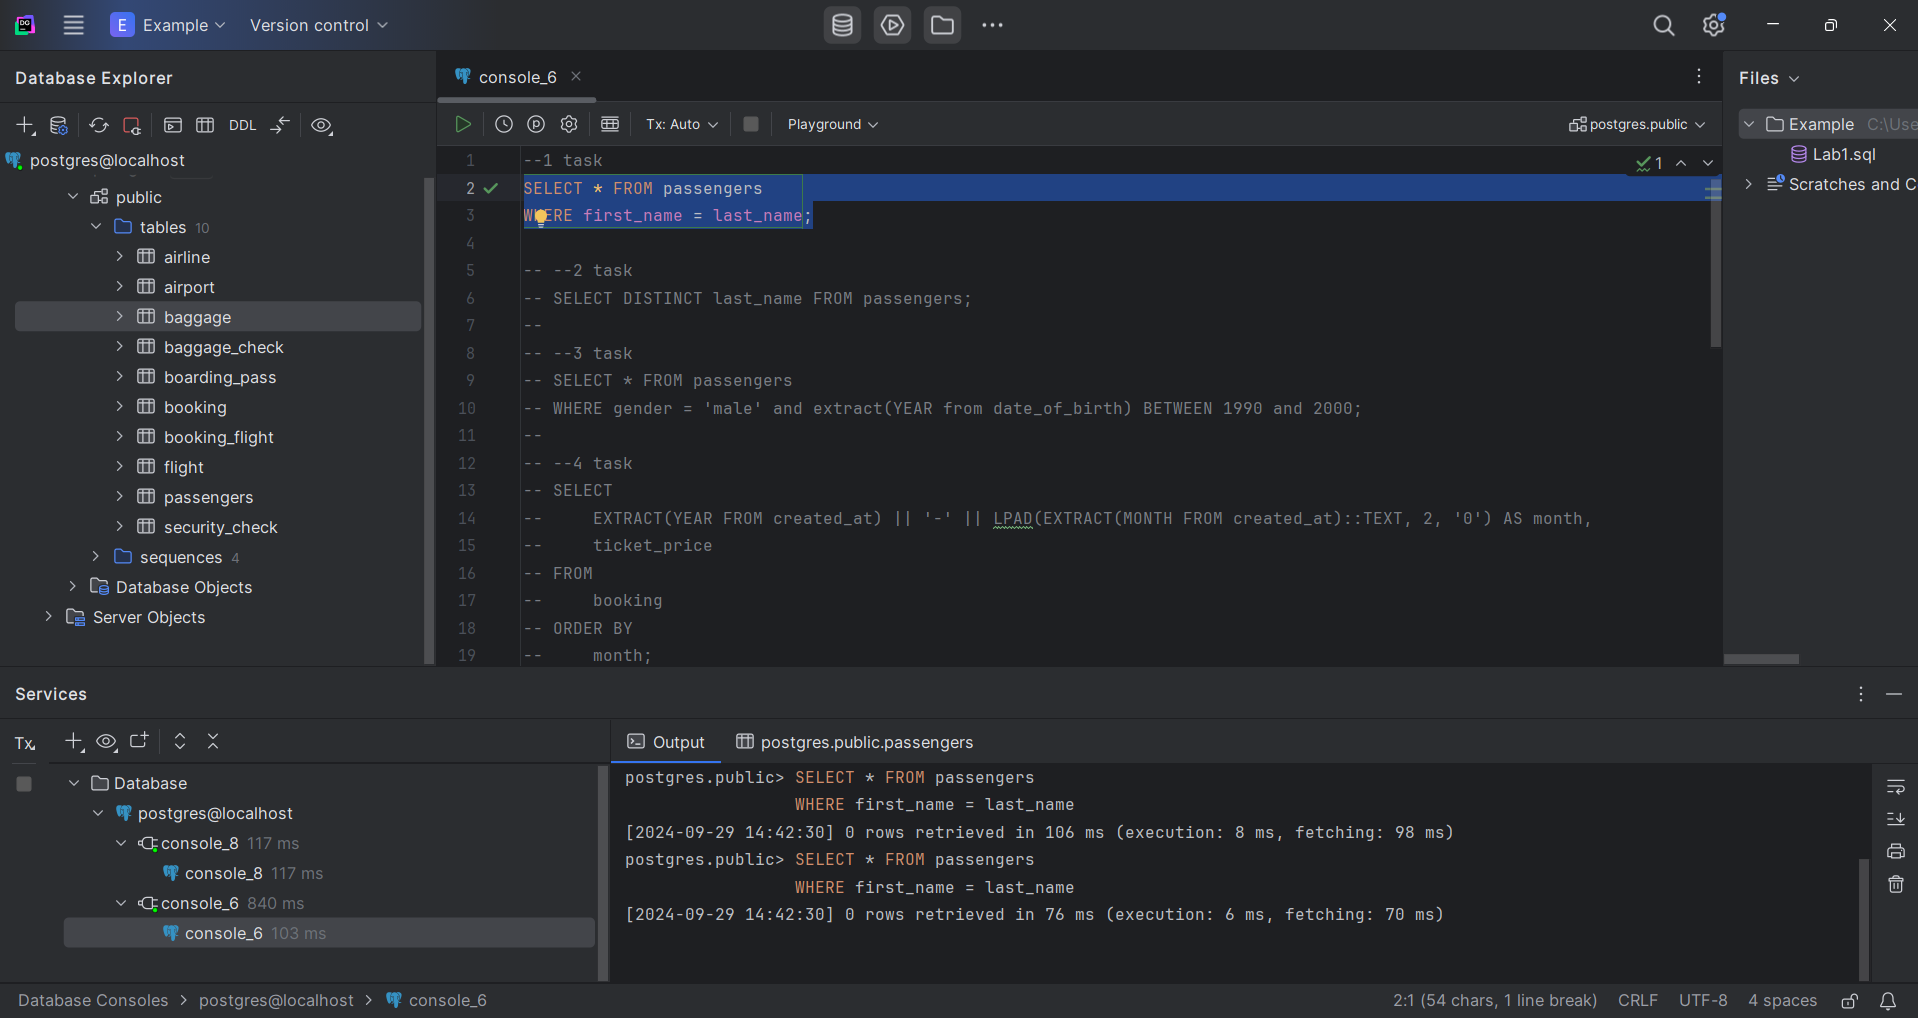 E Example Version control
Database Explorer
DDL
postgres@localhost
public
tables 10
airline
airport
baggage
baggage_check
boarding_pass
booking
booking_flight
flight
passengers
security_check
sequences 4
Database Objects
Server Objects
console_6
Tx: Auto Playground postgres.public
1 --1 task
2 SELECT * FROM passengers
3 WHERE first_name = last_name;
4
5 -- --2 task
6 -- SELECT DISTINCT last_name FROM passengers;
7 --
8 -- --3 task
9 -- SELECT * FROM passengers
10 -- WHERE gender = 'male' and extract(YEAR from date_of_birth) BETWEEN 1990 and 2000;
11 --
12 -- --4 task
13 -- SELECT
14 --     EXTRACT(YEAR FROM created_at) || '-' || LPAD(EXTRACT(MONTH FROM created_at)::TEXT, 2, '0') AS month,
15 --     ticket_price
16 -- FROM
17 --     booking
18 -- ORDER BY
19 --     month;
1
Files
Example C:\Use
Lab1.sql
Scratches and C
Services
Tx
Database
postgres@localhost
console_8 117 ms
console_8 117 ms
console_6 840 ms
console_6 103 ms
Output postgres.public.passengers
postgres.public> SELECT * FROM passengers
WHERE first_name = last_name
[2024-09-29 14:42:30] 0 rows retrieved in 106 ms (execution: 8 ms, fetching: 98 ms)
postgres.public> SELECT * FROM passengers
WHERE first_name = last_name
[2024-09-29 14:42:30] 0 rows retrieved in 76 ms (execution: 6 ms, fetching: 70 ms)
Database Consoles > postgres@localhost > console_6
2:1 (54 chars, 1 line break) CRLF UTF-8 4 spaces